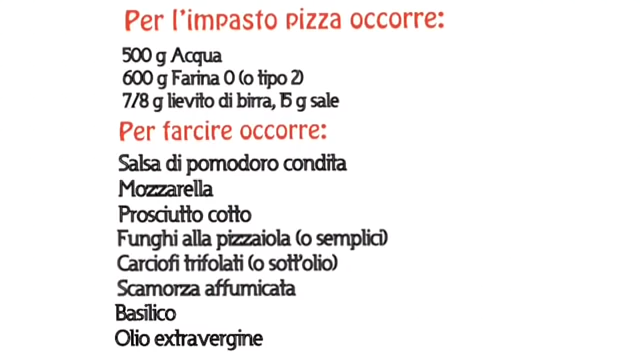 Per l'impasto pizza occorre:
500 g Acqua
600 g Farina 0 (o tipo 2)
7/8 g lievito di birra, 15 g sale
Per farcire occorre:
Salsa di pomodoro condita
Mozzarella
Prosciutto cotto
Funghi alla pizzaiola (o semplici)
Carciofi trifolati (o sott'olio)
Scamorza affumicata
Basilico
Olio extravergine